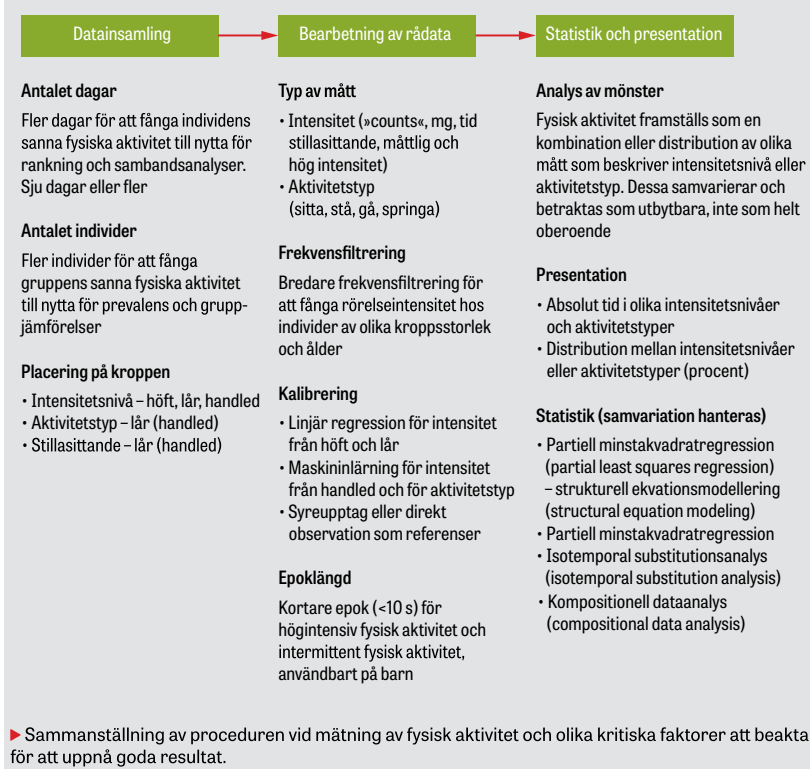 Datainsamling
Bearbetning av rådata
Statistik och presentation
Antalet dagar
Fler dagar för att fånga individens
sanna fysiska aktivitet till nytta för
rankning och sambandsanalyser.
Sju dagar eller fler
Antalet individer
Fler individer för att fånga
gruppens sanna fysiska aktivitet
till nytta för prevalens och grupp-
jämförelser
Placering på kroppen
• Intensitetsnivå – höft, lår, handled
• Aktivitetstyp – lår (handled)
• Stillasittande – lår (handled)
Typ av mått
• Intensitet (»counts«, mg, tid
stillasittande, måttlig och
hög intensitet)
• Aktivitetstyp
(sitta, stå, gå, springa)
Frekvensfiltrering
Bredare frekvensfiltrering för
att fånga rörelseintensitet hos
individer av olika kroppsstorlek
och ålder
Kalibrering
• Linjär regression för intensitet
från höft och lår
• Maskininlärning för intensitet
från handled och för aktivitetstyp
• Syreupptag eller direkt
observation som referenser
Epoklängd
Kortare epok (<10 s) för
högintensiv fysisk aktivitet och
intermittent fysisk aktivitet,
användbart på barn
Analys av mönster
Fysisk aktivitet framställs som en
kombination eller distribution av olika
mått som beskriver intensitetsnivå eller
aktivitetstyp. Dessa samvarierar och
betraktas som utbytbara, inte som helt
oberoende
Presentation
• Absolut tid i olika intensitetsnivåer
och aktivitetstyper
• Distribution mellan intensitetsnivåer
eller aktivitetstyper (procent)
Statistik (samvariation hanteras)
• Partiell minstakvadratregression
(partial least squares regression)
– strukturell ekvationsmodellering
(structural equation modeling)
• Partiell minstakvadratregression
• Isotemporal substitutionsanalys
(isotemporal substitution analysis)
• Kompositionell dataanalys
(compositional data analysis)
▶ Sammanställning av proceduren vid mätning av fysisk aktivitet och olika kritiska faktorer att beakta
för att uppnå goda resultat.